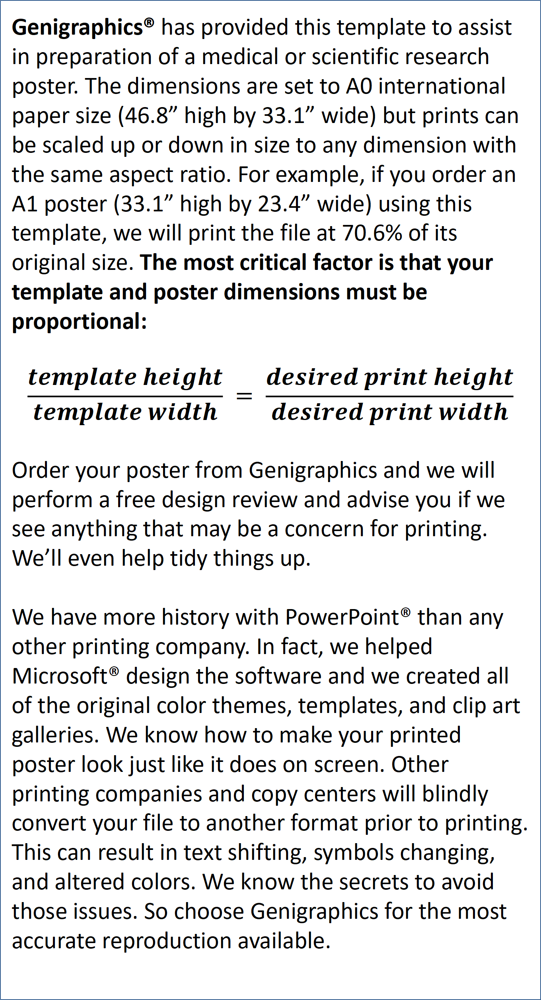 Genigraphics® has provided this template to assist
in preparation of a medical or scientific research
poster. The dimensions are set to A0 international
paper size (46.8” high by 33.1” wide) but prints can
be scaled up or down in size to any dimension with
the same aspect ratio. For example, if you order an
A1 poster (33.1” high by 23.4” wide) using this
template, we will print the file at 70.6% of its
original size. The most critical factor is that your
template and poster dimensions must be
proportional:
template height / template width = desired print height / desired print width
Order your poster from Genigraphics and we will
perform a free design review and advise you if we
see anything that may be a concern for printing.
We’ll even help tidy things up.
We have more history with PowerPoint® than any
other printing company. In fact, we helped
Microsoft® design the software and we created all
of the original color themes, templates, and clip art
galleries. We know how to make your printed
poster look just like it does on screen. Other
printing companies and copy centers will blindly
convert your file to another format prior to printing.
This can result in text shifting, symbols changing,
and altered colors. We know the secrets to avoid
those issues. So choose Genigraphics for the most
accurate reproduction available.